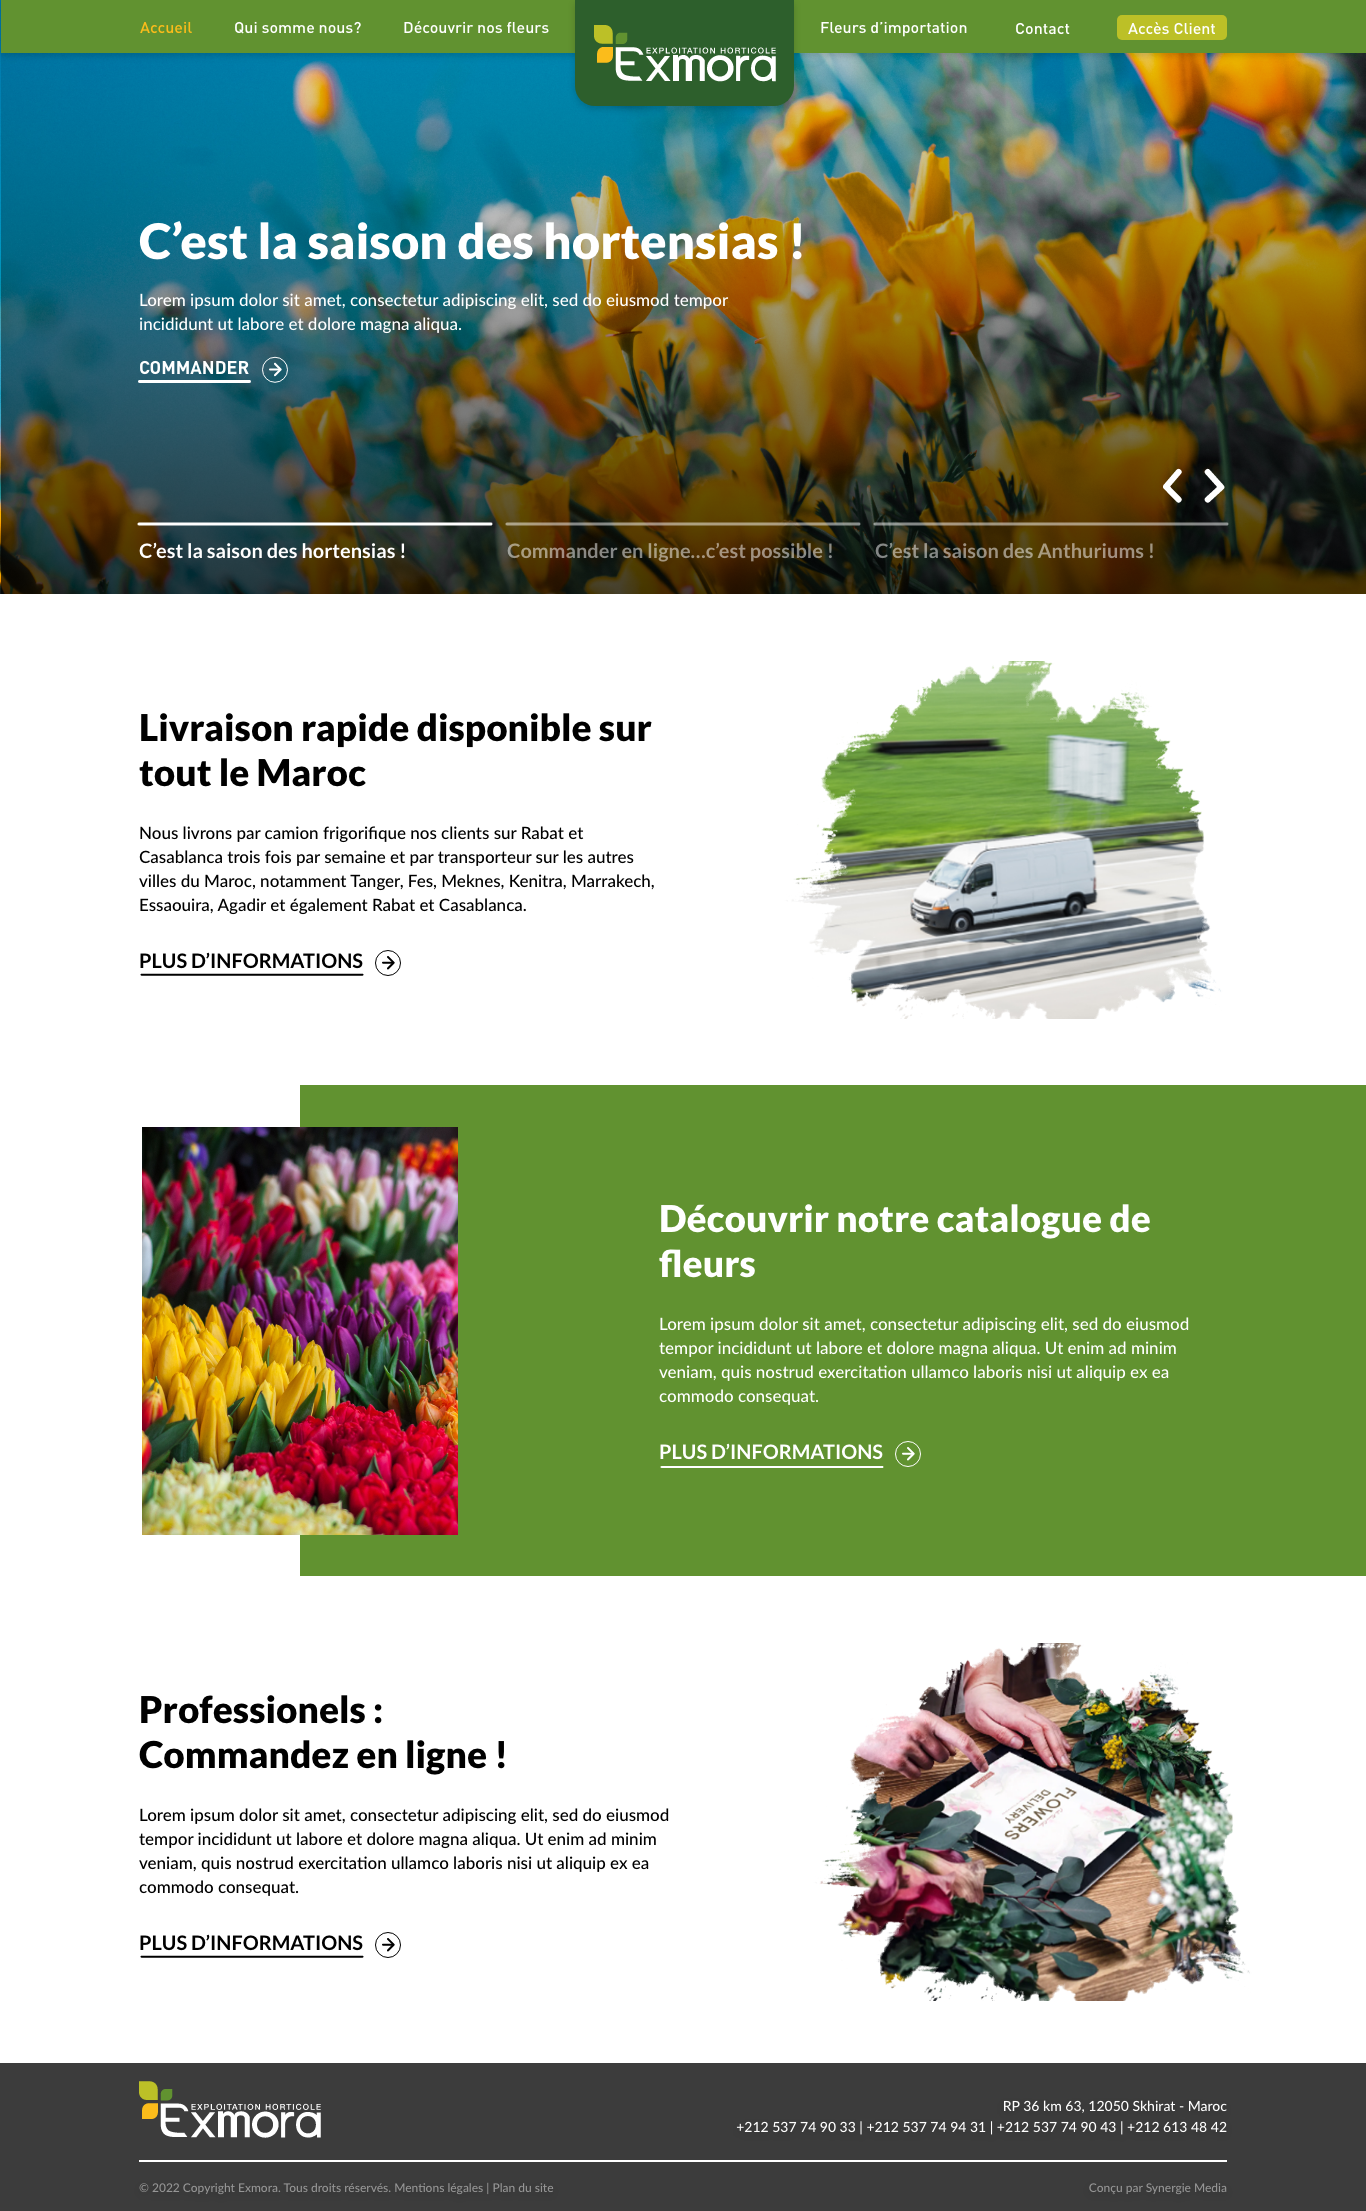 Accueil
Qui somme nous?
Découvrir nos fleurs
EXPLOITATION HORTICOLE
Exmora
Fleurs d’importation
Contact
Accès Client
C’est la saison des hortensias !
Lorem ipsum dolor sit amet, consectetur adipiscing elit, sed do eiusmod tempor
incididunt ut labore et dolore magna aliqua.
COMMANDER
C’est la saison des hortensias !
Commander en ligne...c’est possible !
C’est la saison des Anthuriums !
Livraison rapide disponible sur
tout le Maroc
Nous livrons par camion frigorifique nos clients sur Rabat et
Casablanca trois fois par semaine et par transporteur sur les autres
villes du Maroc, notamment Tanger, Fes, Meknes, Kenitra, Marrakech,
Essaouira, Agadir et également Rabat et Casablanca.
PLUS D’INFORMATIONS
Découvrir notre catalogue de
fleurs
Lorem ipsum dolor sit amet, consectetur adipiscing elit, sed do eiusmod
tempor incididunt ut labore et dolore magna aliqua. Ut enim ad minim
veniam, quis nostrud exercitation ullamco laboris nisi ut aliquip ex ea
commodo consequat.
PLUS D’INFORMATIONS
Professionels :
Commandez en ligne !
Lorem ipsum dolor sit amet, consectetur adipiscing elit, sed do eiusmod
tempor incididunt ut labore et dolore magna aliqua. Ut enim ad minim
veniam, quis nostrud exercitation ullamco laboris nisi ut aliquip ex ea
commodo consequat.
PLUS D’INFORMATIONS
FLOWERS
DELIVERY
EXPLOITATION HORTICOLE
Exmora
RP 36 km 63, 12050 Skhirat - Maroc
+212 537 74 90 33 | +212 537 74 94 31 | +212 537 74 90 43 | +212 613 48 42
© 2022 Copyright Exmora. Tous droits réservés. Mentions légales | Plan du site
Conçu par Synergie Media